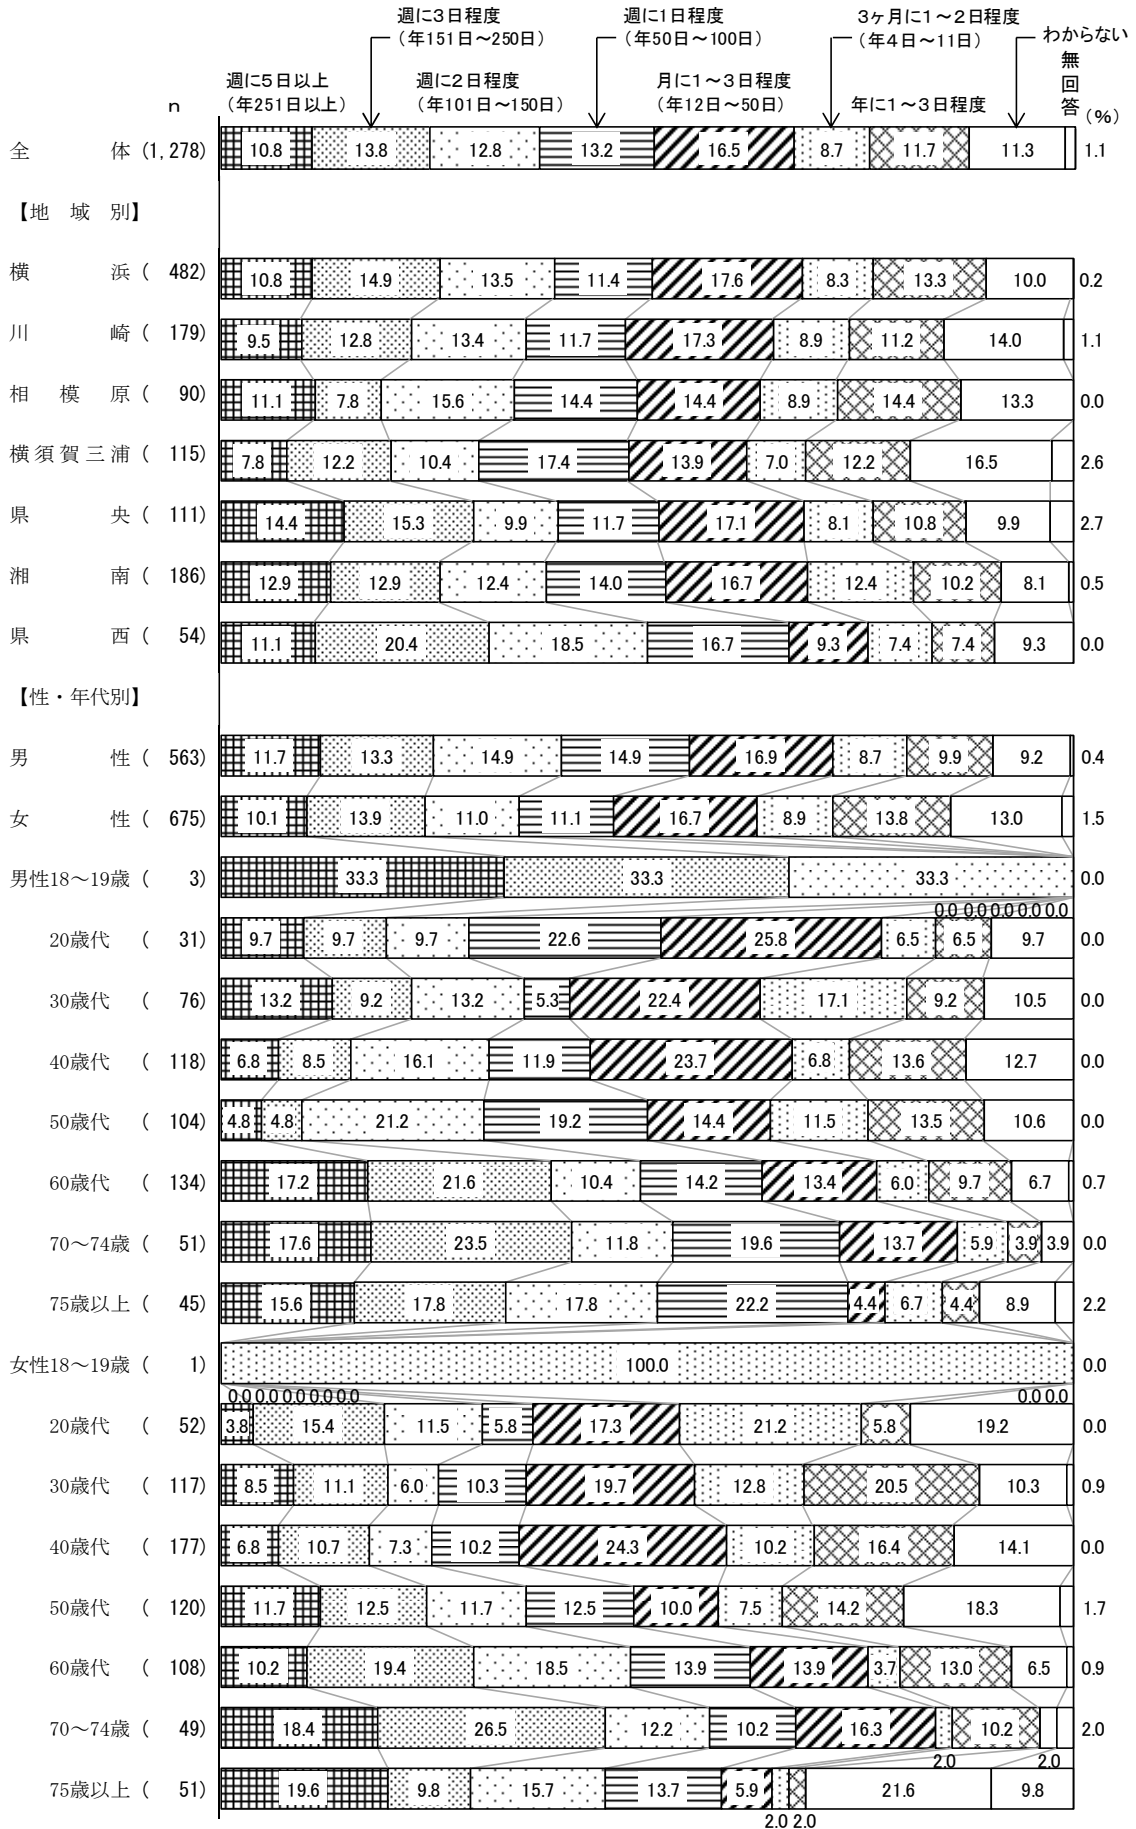 週に3日程度
(年151日～250日)
週に1日程度
(年50日～100日)
3ヶ月に1～2日程度
(年4日～11日)
わからない
週に5日以上
(年251日以上)
週に2日程度
(年101日～150日)
月に1～3日程度
(年12日～50日)
年に1～3日程度
無回答
n
(%)
全体 (1,278) 10.8 13.8 12.8 13.2 16.5 8.7 11.7 11.3 1.1
【地域別】
横浜 ( 482) 10.8 14.9 13.5 11.4 17.6 8.3 13.3 10.0 0.2
川崎 ( 179) 9.5 12.8 13.4 11.7 17.3 8.9 11.2 14.0 1.1
相模原 ( 90) 11.1 7.8 15.6 14.4 14.4 8.9 14.4 13.3 0.0
横須賀三浦 ( 115) 7.8 12.2 10.4 17.4 13.9 7.0 12.2 16.5 2.6
県央 ( 111) 14.4 15.3 9.9 11.7 17.1 8.1 10.8 9.9 2.7
湘南 ( 186) 12.9 12.9 12.4 14.0 16.7 12.4 10.2 8.1 0.5
県西 ( 54) 11.1 20.4 18.5 16.7 9.3 7.4 7.4 9.3 0.0
【性・年代別】
男性 ( 563) 11.7 13.3 14.9 14.9 16.9 8.7 9.9 9.2 0.4
女性 ( 675) 10.1 13.9 11.0 11.1 16.7 8.9 13.8 13.0 1.5
男性18～19歳 ( 3) 33.3 33.3 33.3 0.0
0.0 0.0 0.0 0.0 0.0
20歳代 ( 31) 9.7 9.7 9.7 22.6 25.8 6.5 6.5 9.7 0.0
30歳代 ( 76) 13.2 9.2 13.2 5.3 22.4 17.1 9.2 10.5 0.0
40歳代 ( 118) 6.8 8.5 16.1 11.9 23.7 6.8 13.6 12.7 0.0
50歳代 ( 104) 4.8 4.8 21.2 19.2 14.4 11.5 13.5 10.6 0.0
60歳代 ( 134) 17.2 21.6 10.4 14.2 13.4 6.0 9.7 6.7 0.7
70～74歳 ( 51) 17.6 23.5 11.8 19.6 13.7 5.9 3.9 3.9 0.0
75歳以上 ( 45) 15.6 17.8 17.8 22.2 4.4 6.7 4.4 8.9 2.2
女性18～19歳 ( 1) 100.0 0.0
0.0 0.0 0.0 0.0 0.0 0.0 0.0
20歳代 ( 52) 3.8 15.4 11.5 5.8 17.3 21.2 5.8 19.2 0.0
30歳代 ( 117) 8.5 11.1 6.0 10.3 19.7 12.8 20.5 10.3 0.9
40歳代 ( 177) 6.8 10.7 7.3 10.2 24.3 10.2 16.4 14.1 0.0
50歳代 ( 120) 11.7 12.5 11.7 12.5 10.0 7.5 14.2 18.3 1.7
60歳代 ( 108) 10.2 19.4 18.5 13.9 13.9 3.7 13.0 6.5 0.9
70～74歳 ( 49) 18.4 26.5 12.2 10.2 16.3 10.2 2.0
2.0 2.0
75歳以上 ( 51) 19.6 9.8 15.7 13.7 5.9 21.6 9.8
2.0 2.0